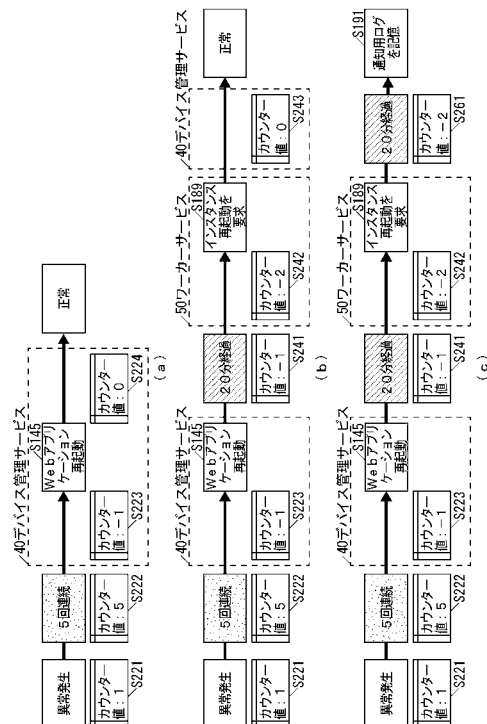 40デバイス管理サービス
異常発生
5回連続
S145
Webアプリ
ケーション
再起動
正常
カウンター
値:1
カウンター
値:5
カウンター
値:-1
カウンター
値:0
S221
S222
S223
S224
(a)
40デバイス管理サービス
50ワーカーサービス
40デバイス管理サービス
異常発生
5回連続
S145
Webアプリ
ケーション
再起動
20分経過
S189
インスタンス
再起動を
要求
正常
カウンター
値:1
カウンター
値:5
カウンター
値:-1
カウンター
値:-1
カウンター
値:-2
カウンター
値:0
S221
S222
S223
S241
S242
S243
(b)
40デバイス管理サービス
50ワーカーサービス
異常発生
5回連続
S145
Webアプリ
ケーション
再起動
20分経過
S189
インスタンス
再起動を
要求
20分経過
S191
通知用ログ
を記憶
カウンター
値:1
カウンター
値:5
カウンター
値:-1
カウンター
値:-1
カウンター
値:-2
カウンター
値:-2
S221
S222
S223
S241
S242
S261
(c)